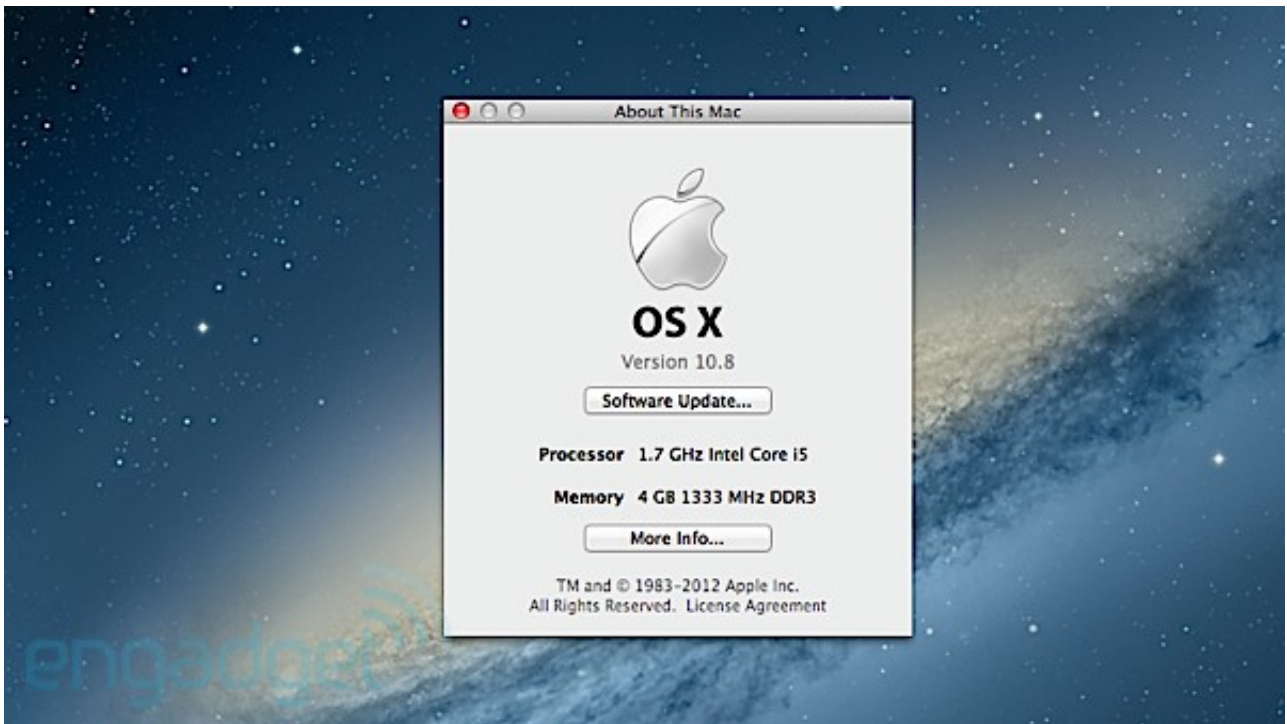 About This Mac
OS X
Version 10.8
Software Update...
Processor 1.7 GHz Intel Core i5
Memory 4 GB 1333 MHz DDR3
More Info...
TM and © 1983-2012 Apple Inc.
All Rights Reserved. License Agreement
engadget